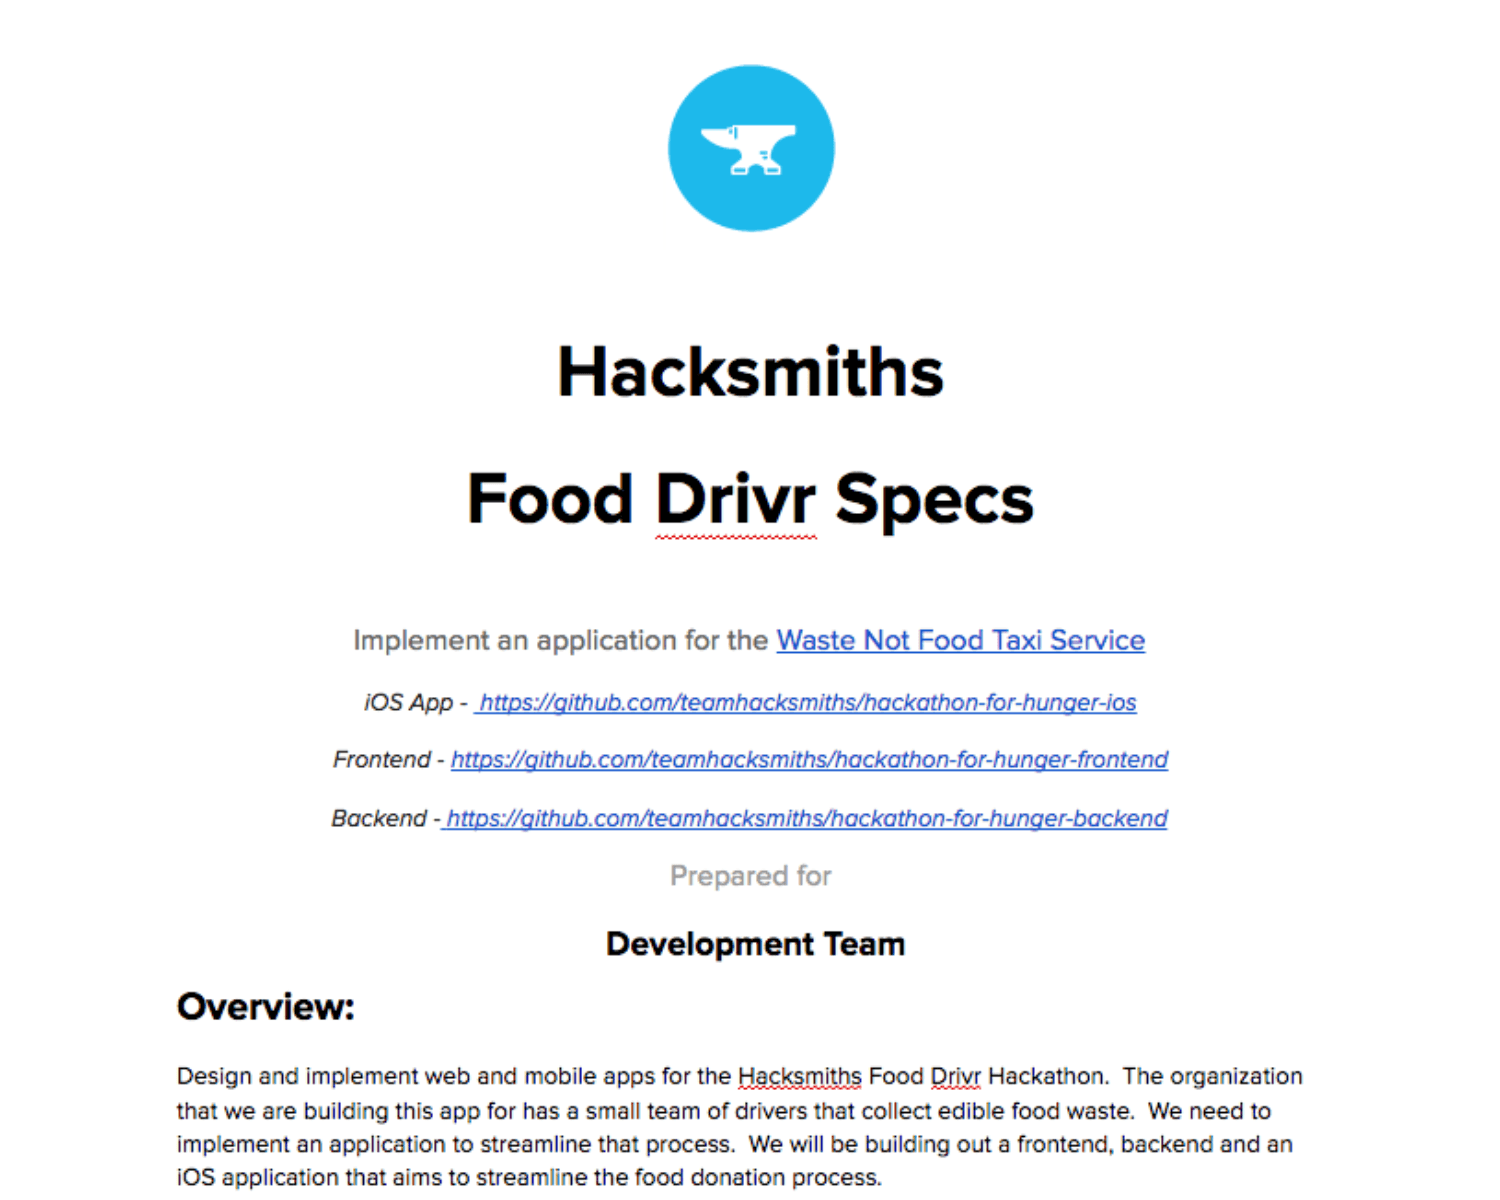 Hacksmiths
Food Drivr Specs
Implement an application for the Waste Not Food Taxi Service
iOS App - https://github.com/teamhacksmiths/hackathon-for-hunger-ios
Frontend - https://github.com/teamhacksmiths/hackathon-for-hunger-frontend
Backend - https://github.com/teamhacksmiths/hackathon-for-hunger-backend
Prepared for
Development Team
Overview:
Design and implement web and mobile apps for the Hacksmiths Food Drivr Hackathon.  The organization
that we are building this app for has a small team of drivers that collect edible food waste.  We need to
implement an application to streamline that process.  We will be building out a frontend, backend and an
iOS application that aims to streamline the food donation process.